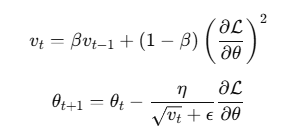 v_t = βv_{t−1} + (1 − β) (∂ℒ/∂θ)^2
θ_{t+1} = θ_t − η/(√v_t + ϵ) ∂ℒ/∂θ